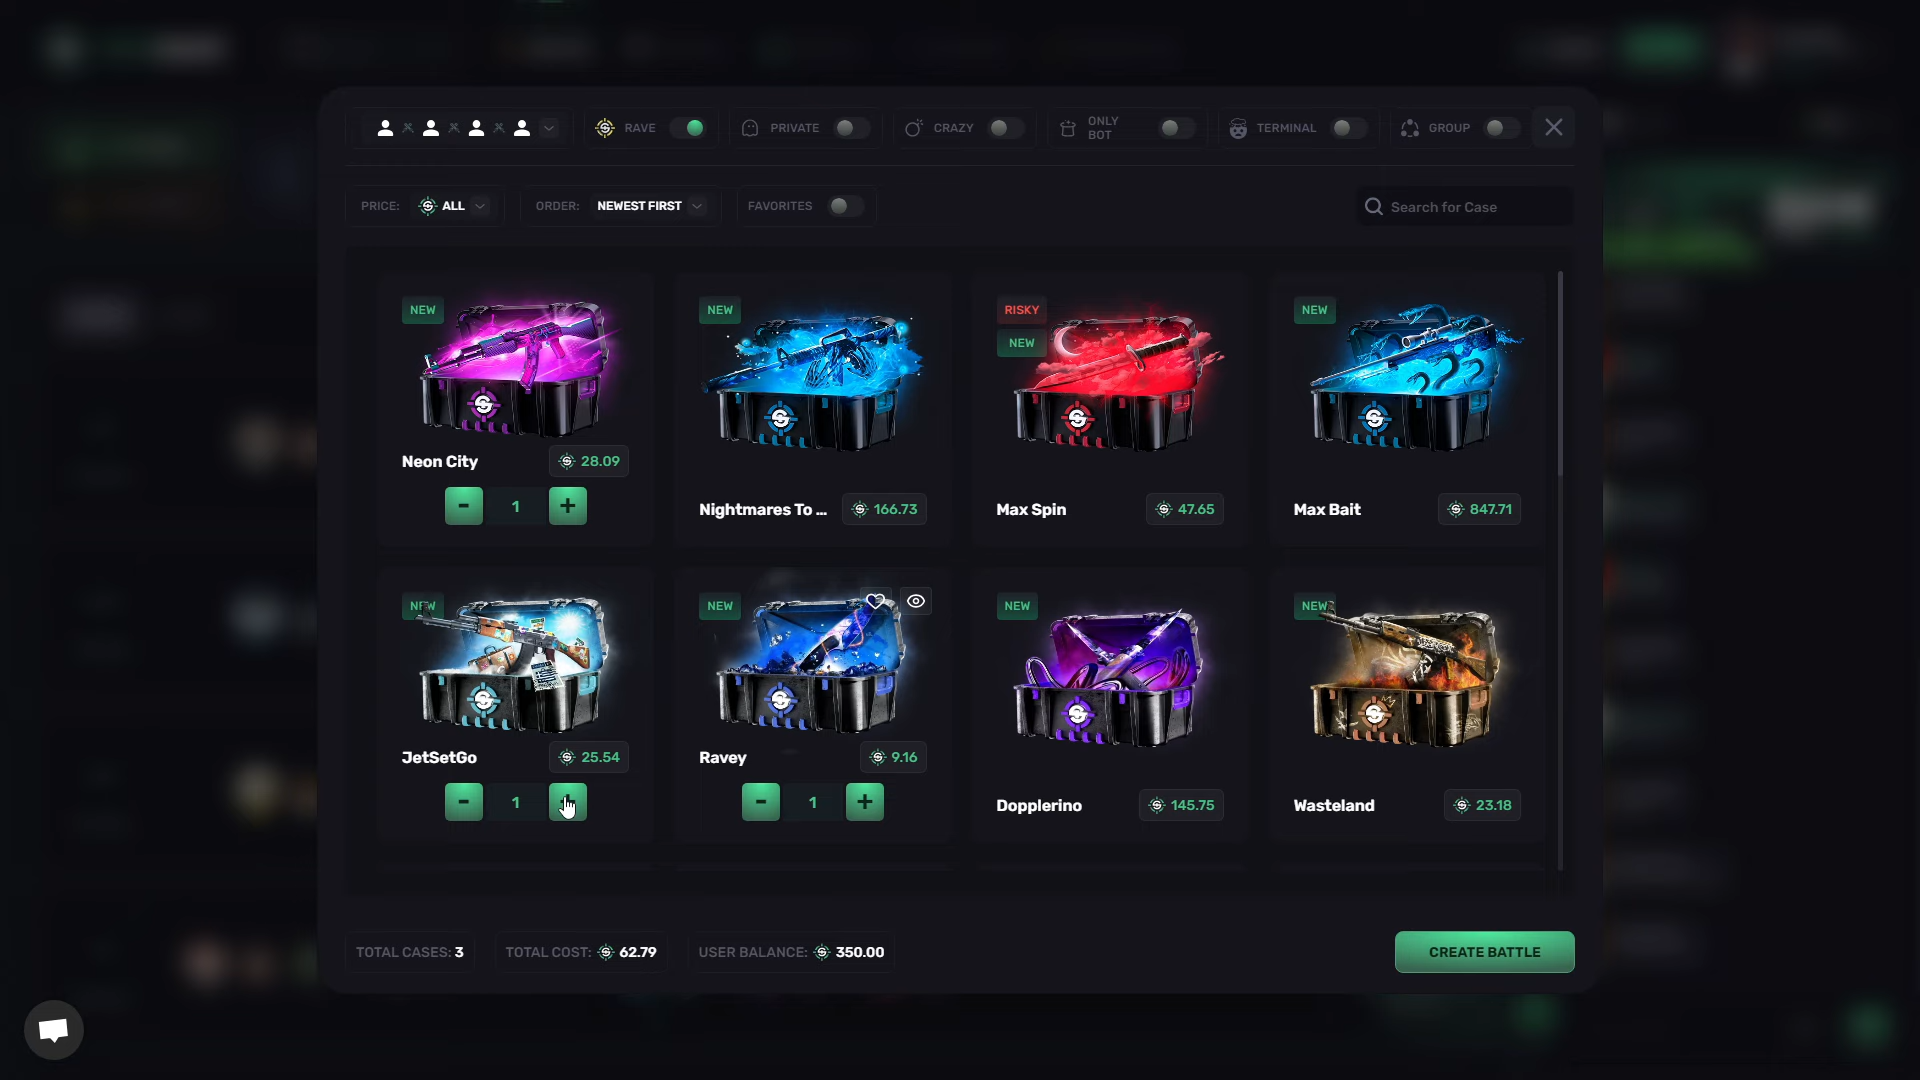 RAVE
PRIVATE
CRAZY
ONLY
BOT
TERMINAL
GROUP
PRICE: ALL
ORDER: NEWEST FIRST
FAVORITES
Search for Case
NEW
NEW
RISKY
NEW
NEW
Neon City 28.09
- 1 +
Nightmares To ... 166.73
Max Spin 47.65
Max Bait 847.71
NEW
NEW
NEW
NEW
JetSetGo 25.54
- 1 +
Ravey 9.16
- 1 +
Dopplerino 145.75
Wasteland 23.18
TOTAL CASES: 3
TOTAL COST: 62.79
USER BALANCE: 350.00
CREATE BATTLE